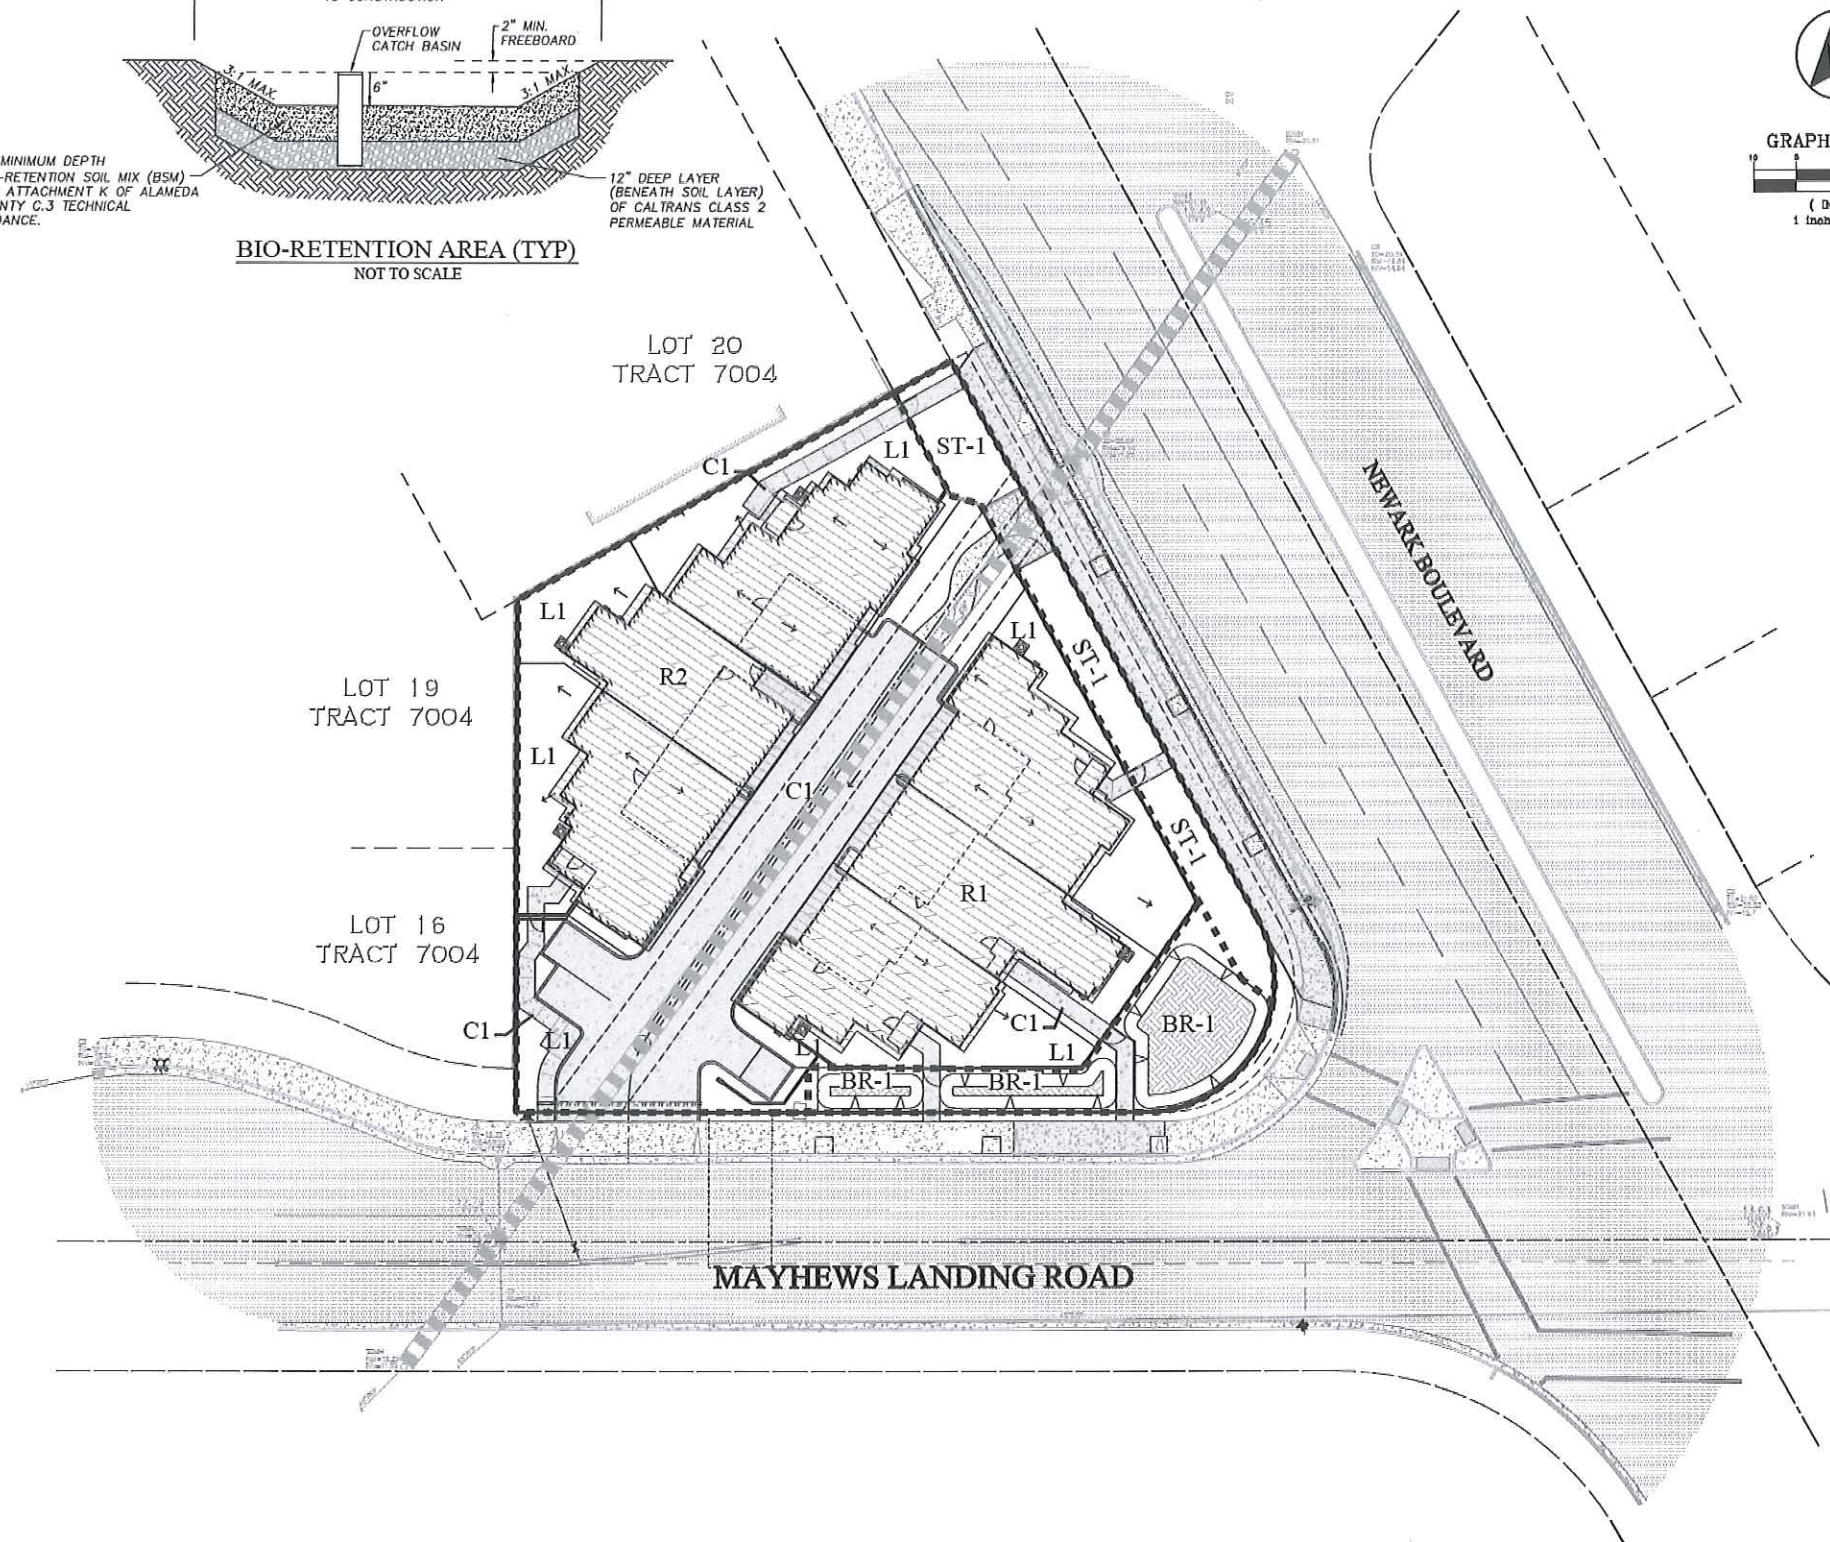 OVERFLOW
CATCH BASIN
2" MIN.
FREEBOARD
3:1 MAX.
6"
3:1 MAX.
MINIMUM DEPTH
-RETENTION SOIL MIX (BSM)
ATTACHMENT K OF ALAMEDA
NTY C.3 TECHNICAL
DANCE.
12" DEEP LAYER
(BENEATH SOIL LAYER)
OF CALTRANS CLASS 2
PERMEABLE MATERIAL
BIO-RETENTION AREA (TYP)
NOT TO SCALE
GRAPH
10
5
1 inch
LOT 20
TRACT 7004
C1
L1
ST-1
NEWARK BOULEVARD
L1
R2
L1
ST-1
LOT 19
TRACT 7004
L1
C1
ST-1
R1
LOT 16
TRACT 7004
C1
L1
C1
BR-1
L1
L1
BR-1
BR-1
MAYHEWS LANDING ROAD